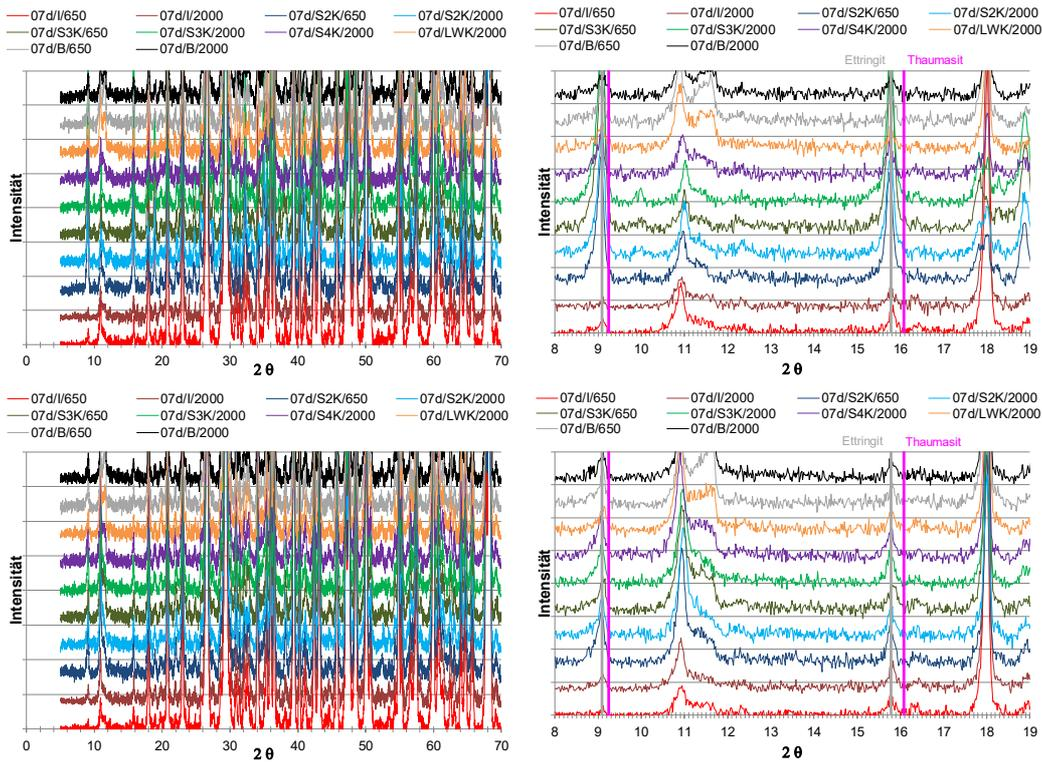 07d/I/650 07d/I/2000 07d/S2K/650 07d/S2K/2000
07d/S3K/650 07d/S3K/2000 07d/S4K/2000 07d/LWK/2000
07d/B/650 07d/B/2000
Intensität
0 10 20 30 40 50 60 70
2 θ
07d/I/650 07d/I/2000 07d/S2K/650 07d/S2K/2000
07d/S3K/650 07d/S3K/2000 07d/S4K/2000 07d/LWK/2000
07d/B/650 07d/B/2000
Ettringit Thaumasit
Intensität
8 9 10 11 12 13 14 15 16 17 18 19
2 θ
07d/I/650 07d/I/2000 07d/S2K/650 07d/S2K/2000
07d/S3K/650 07d/S3K/2000 07d/S4K/2000 07d/LWK/2000
07d/B/650 07d/B/2000
Intensität
0 10 20 30 40 50 60 70
2 θ
07d/I/650 07d/I/2000 07d/S2K/650 07d/S2K/2000
07d/S3K/650 07d/S3K/2000 07d/S4K/2000 07d/LWK/2000
07d/B/650 07d/B/2000
Ettringit Thaumasit
Intensität
8 9 10 11 12 13 14 15 16 17 18 19
2 θ